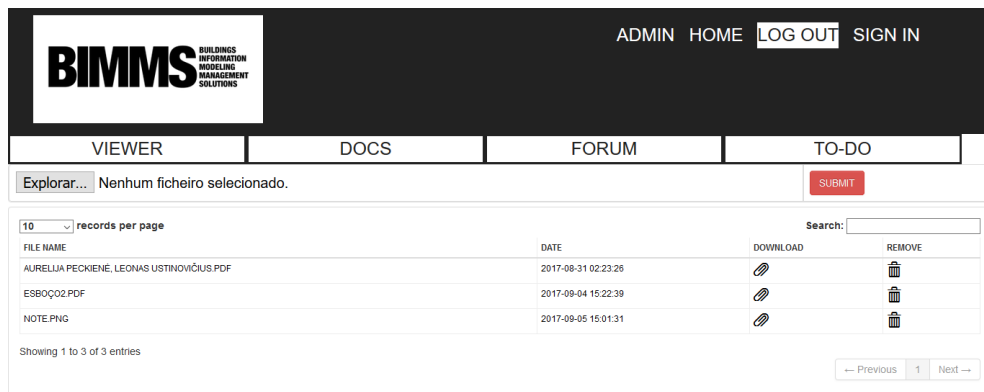 BIMMS BUILDINGS
INFORMATION
MODELING
MANAGEMENT
SOLUTIONS
ADMIN HOME LOG OUT SIGN IN
VIEWER DOCS FORUM TO-DO
Explorar... Nenhum ficheiro selecionado. SUBMIT
10 records per page Search:
FILE NAME DATE DOWNLOAD REMOVE
AURELIJA PECKIENĖ, LEONAS USTINOVIČIUS.PDF 2017-08-31 02:23:26
ESBOÇO2.PDF 2017-09-04 15:22:39
NOTE.PNG 2017-09-05 15:01:31
Showing 1 to 3 of 3 entries
← Previous 1 Next →